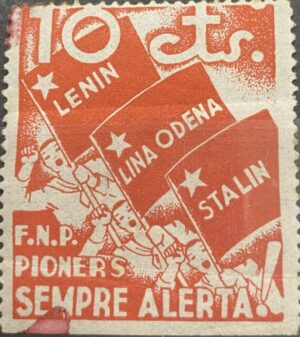 10 cts.
LENIN
LINA ODENA
STALIN
F.N.P.
PIONERS
SEMPRE ALERTA!